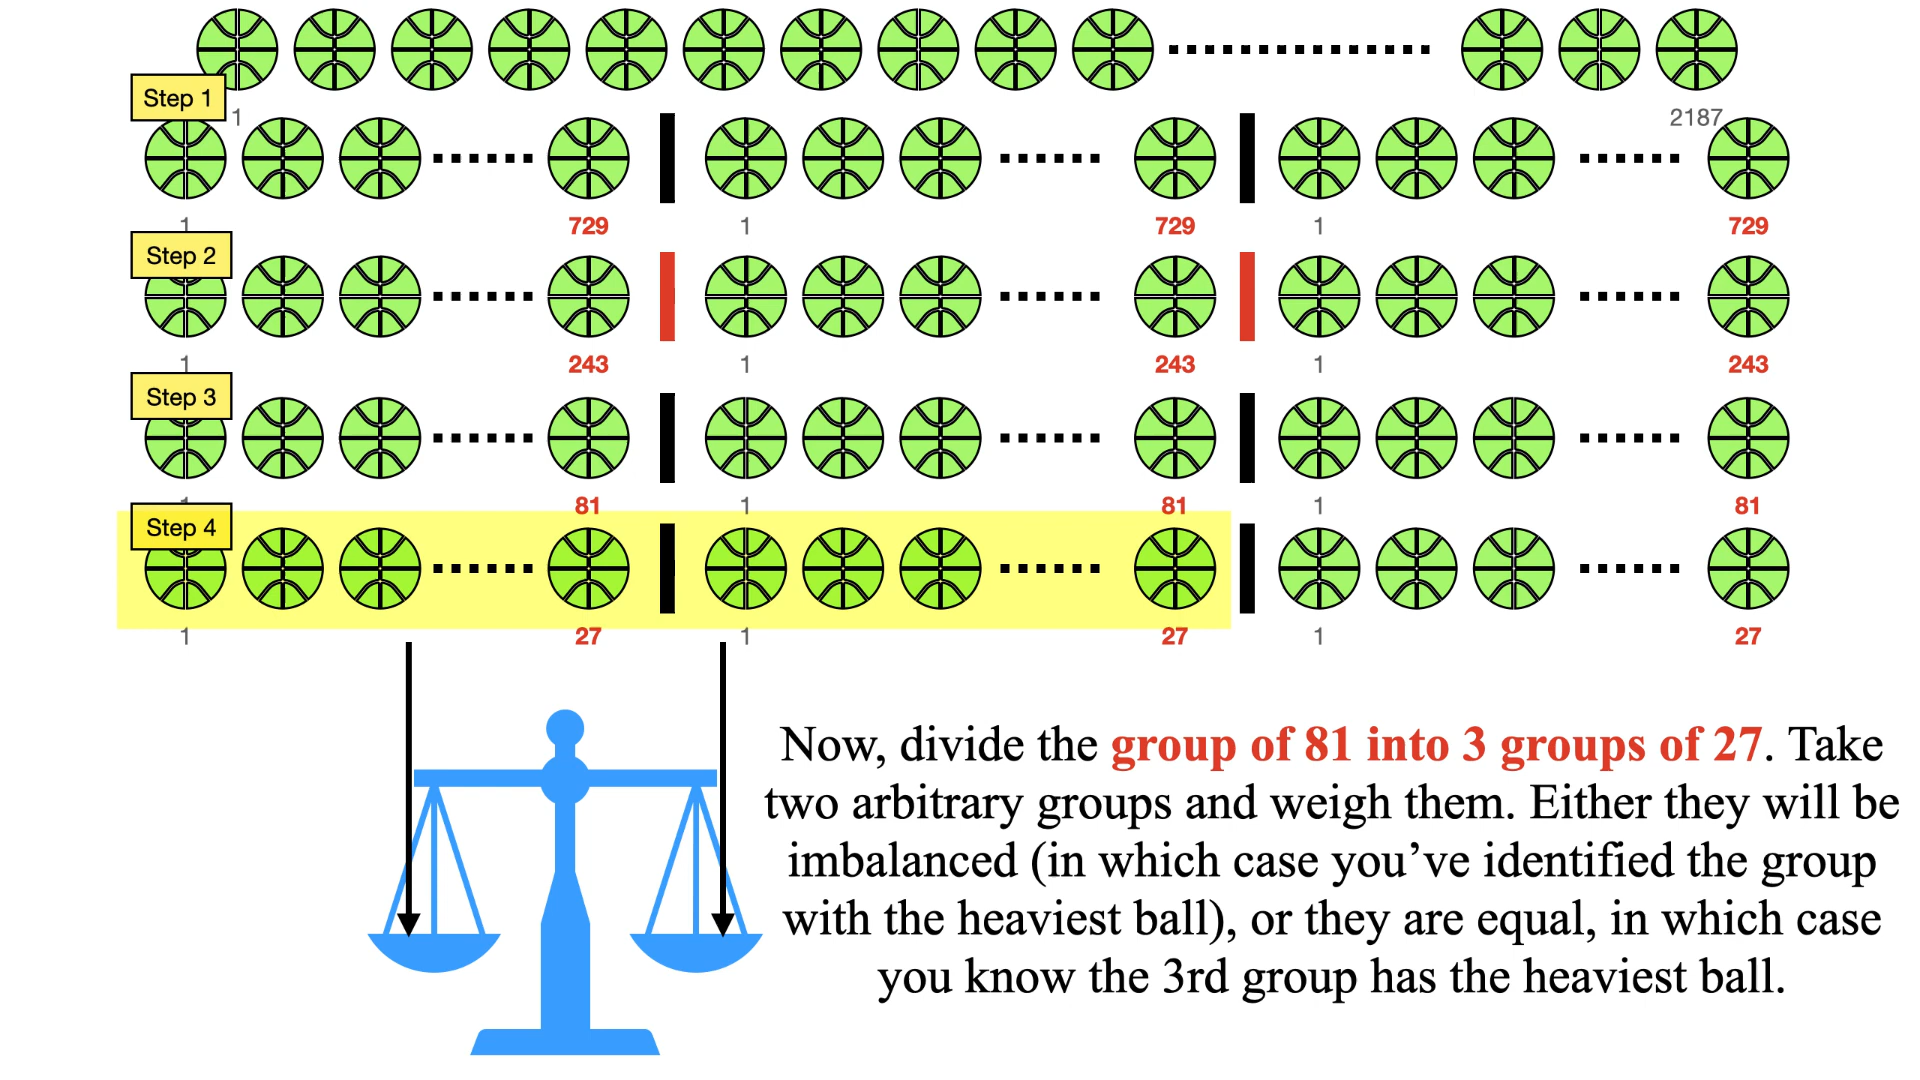 Step 1
1
2187
1 729 1 729 1 729
Step 2
1 243 1 243 1 243
Step 3
1 81 1 81 1 81
Step 4
1 27 1 27 1 27
Now, divide the group of 81 into 3 groups of 27. Take
two arbitrary groups and weigh them. Either they will be
imbalanced (in which case you’ve identified the group
with the heaviest ball), or they are equal, in which case
you know the 3rd group has the heaviest ball.